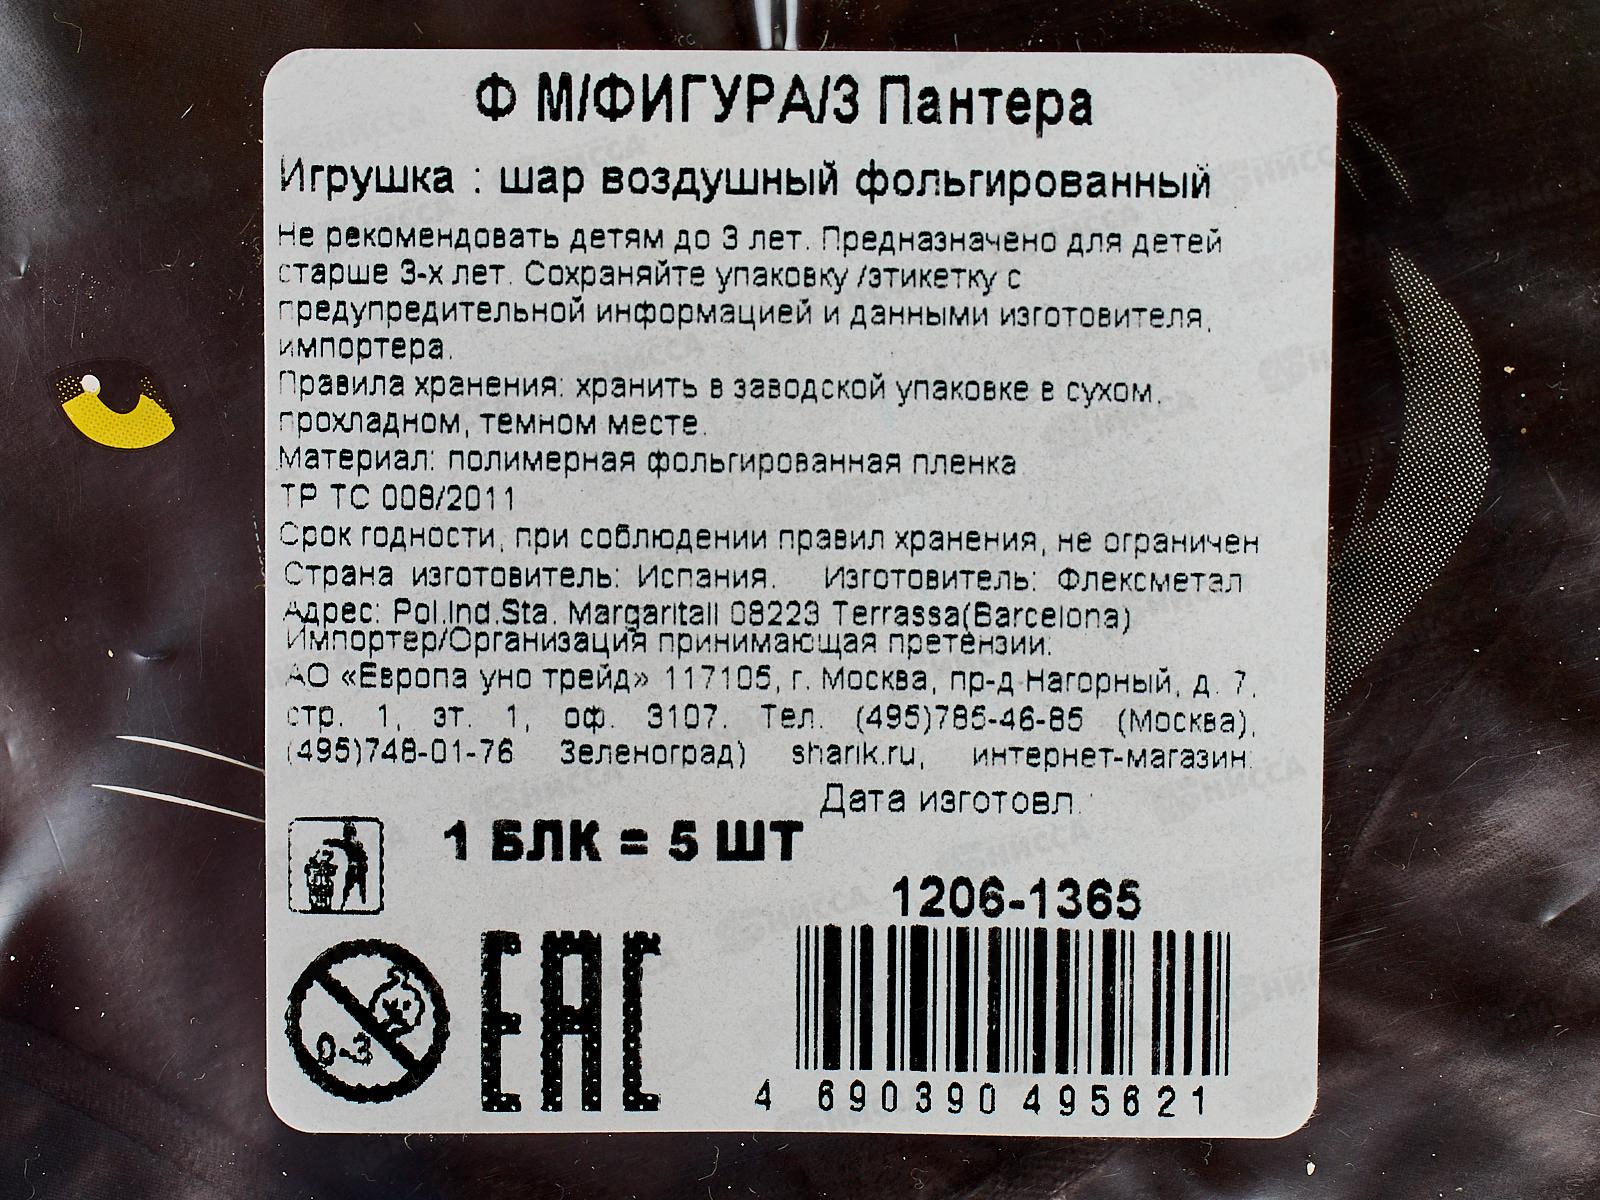 Ф М/ФИГУРА/3 Пантера
Игрушка : шар воздушный фольгированный
Не рекомендовать детям до 3 лет. Предназначено для детей
старше 3-х лет. Сохраняйте упаковку /этикетку с
предупредительной информацией и данными изготовителя,
импортера.
Правила хранения: хранить в заводской упаковке в сухом,
прохладном, темном месте.
Материал: полимерная фольгированная пленка
ТР ТС 008/2011
Срок годности, при соблюдении правил хранения, не ограничен
Страна изготовитель: Испания. Изготовитель: Флексметал
Адрес: Pol.Ind.Sta. Margaritall 08223 Terrassa(Barcelona)
Импортер/Организация принимающая претензии:
АО «Европа уно трейд» 117105, г. Москва, пр-д Нагорный, д. 7,
стр. 1, эт. 1, оф. 3107. Тел. (495)785-46-85 (Москва),
(495)748-01-76 Зеленоград) sharik.ru, интернет-магазин:
Дата изготовл.:
1 БЛК = 5 ШТ
1206-1365
0-3
ЕАС
4 690390 495621